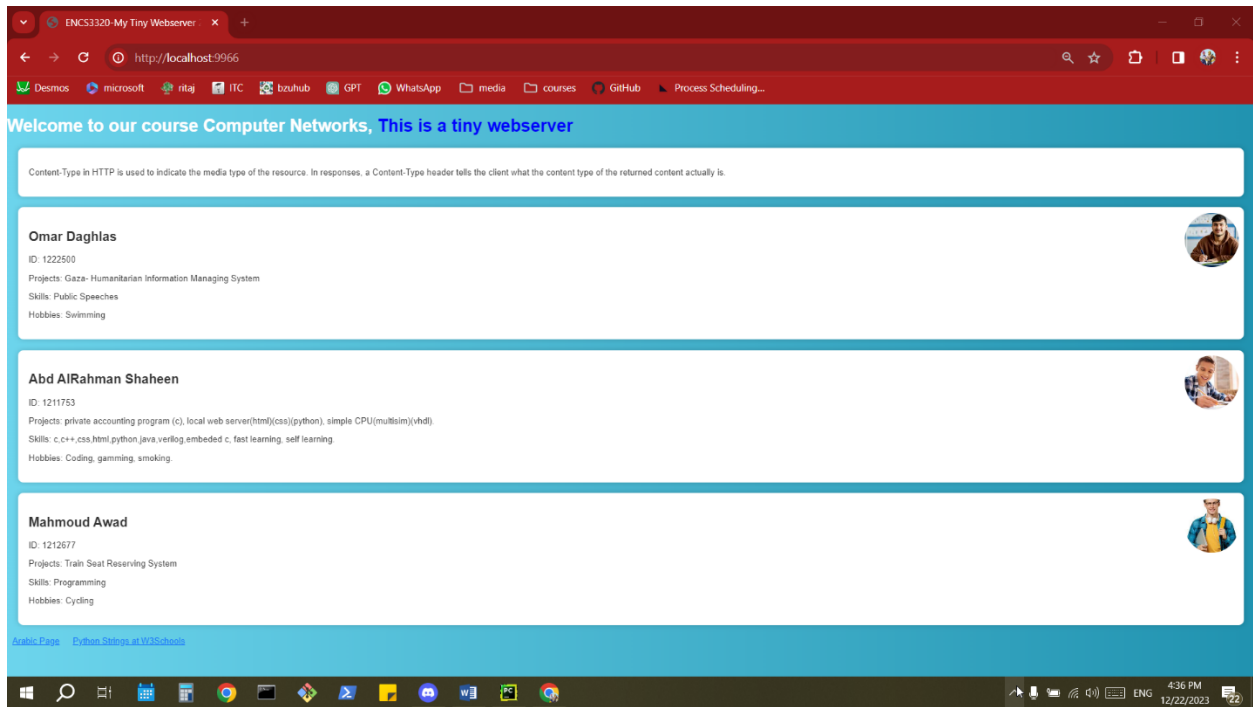 ENCS3320-My Tiny Webserver
http://localhost:9966
Desmos microsoft ritaj ITC bzuhub GPT WhatsApp media courses GitHub Process Scheduling...
Welcome to our course Computer Networks, This is a tiny webserver
Content-Type in HTTP is used to indicate the media type of the resource. In responses, a Content-Type header tells the client what the content type of the returned content actually is.
Omar Daghlas
ID: 1222500
Projects: Gaza- Humanitarian Information Managing System
Skills: Public Speeches
Hobbies: Swimming
Abd AlRahman Shaheen
ID: 1211753
Projects: private accounting program (c), local web server(html)(css)(python), simple CPU(multisim)(vhdl).
Skills: c,c++,css,html,python,java,verilog,embeded c, fast learning, self learning.
Hobbies: Coding, gamming, smoking.
Mahmoud Awad
ID: 1212677
Projects: Train Seat Reserving System
Skills: Programming
Hobbies: Cycling
Arabic Page Python Strings at W3Schools
ENG 4:36 PM
12/22/2023 22